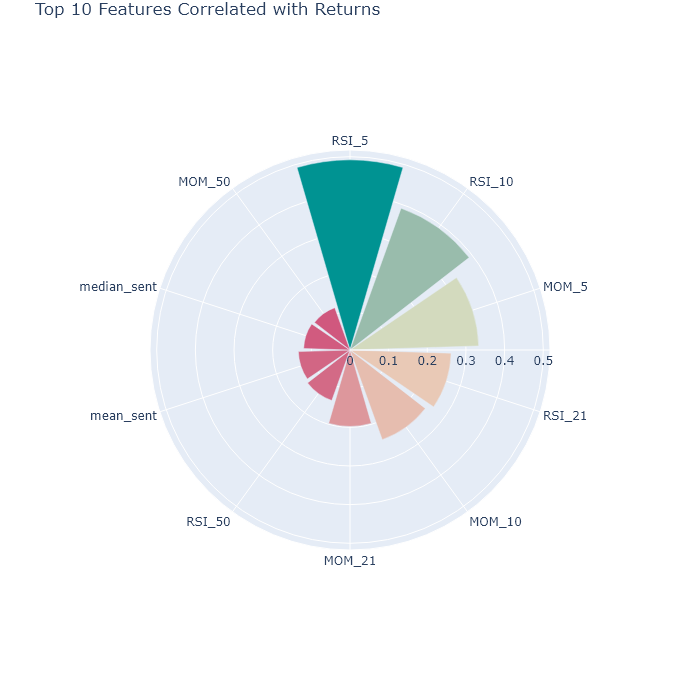 Top 10 Features Correlated with Returns
RSI_5
MOM_50
RSI_10
median_sent
MOM_5
0 0.1 0.2 0.3 0.4 0.5
mean_sent
RSI_21
RSI_50
MOM_10
MOM_21